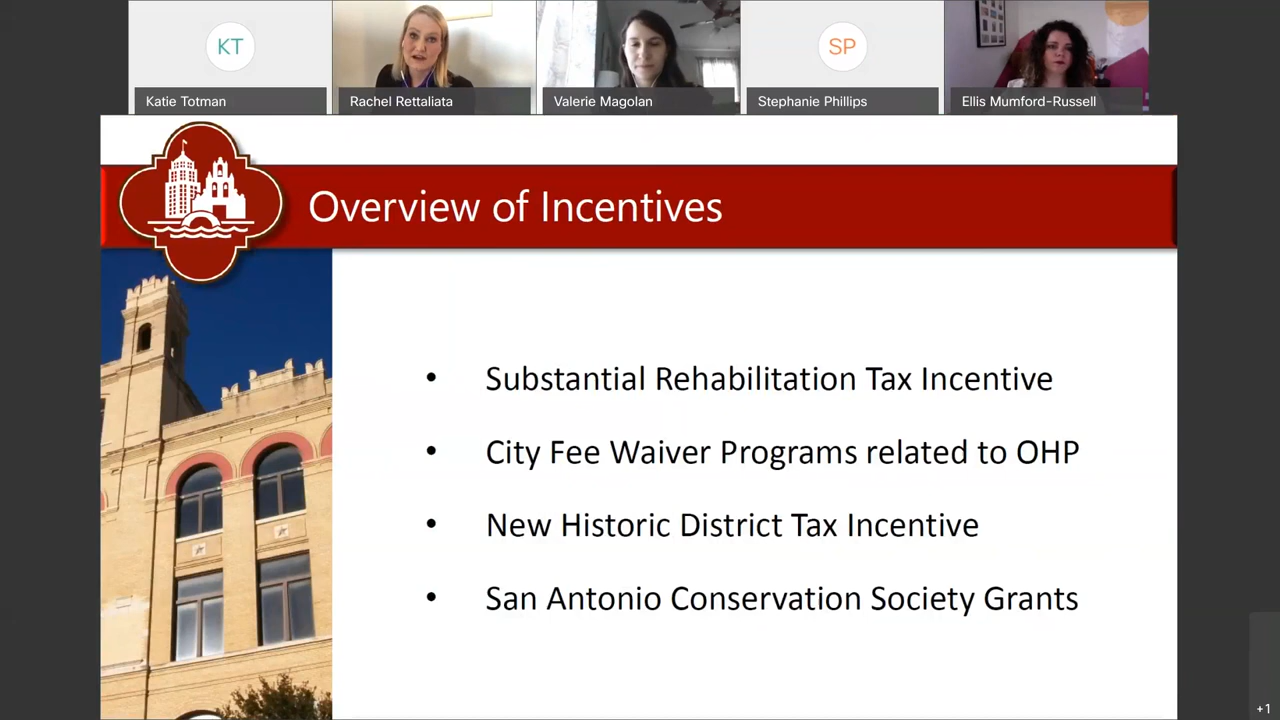 KT
SP
Katie Totman
Rachel Rettaliata
Valerie Magolan
Stephanie Phillips
Ellis Mumford-Russell
Overview of Incentives
• Substantial Rehabilitation Tax Incentive
• City Fee Waiver Programs related to OHP
• New Historic District Tax Incentive
• San Antonio Conservation Society Grants
+1